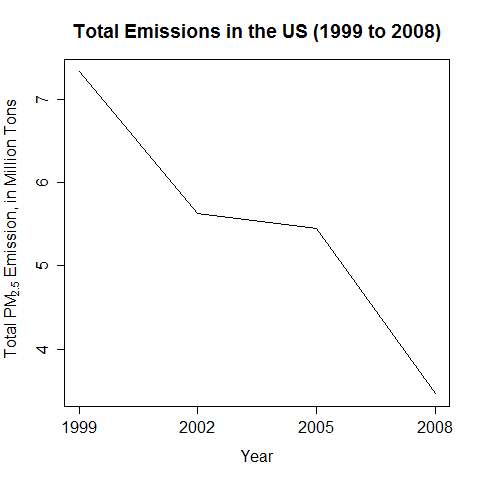 Total Emissions in the US (1999 to 2008)
Total PM2.5 Emission, in Million Tons
7
6
5
4
1999 2002 2005 2008
Year